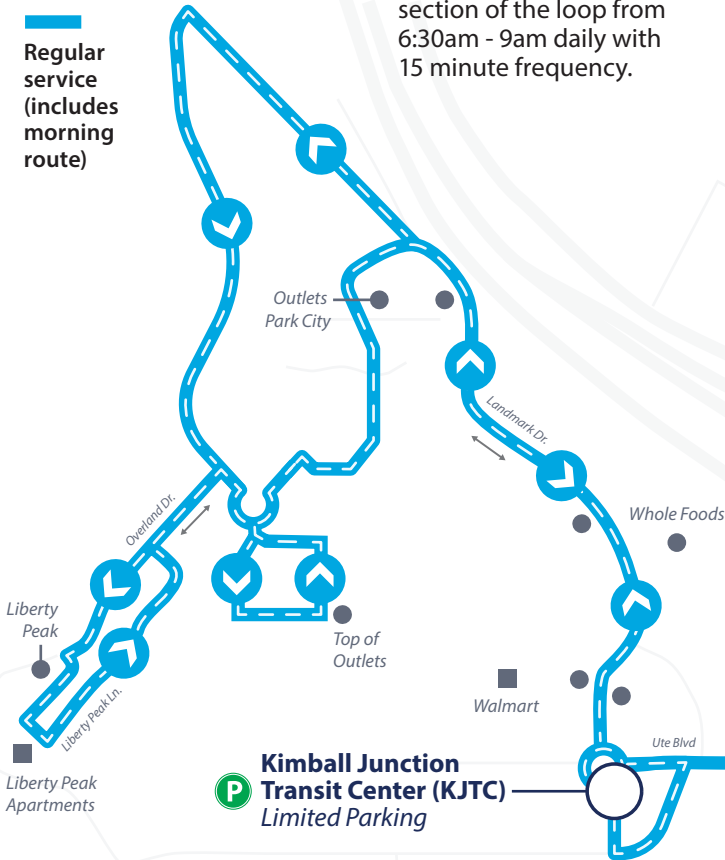 section of the loop from
6:30am - 9am daily with
15 minute frequency.
Regular
service
(includes
morning
route)
Outlets
Park City
Landmark Dr.
Whole Foods
Overland Dr.
Liberty
Peak
Top of
Outlets
Walmart
Liberty Peak Ln.
Ute Blvd
Liberty Peak
Apartments
P
Kimball Junction
Transit Center (KJTC)
Limited Parking